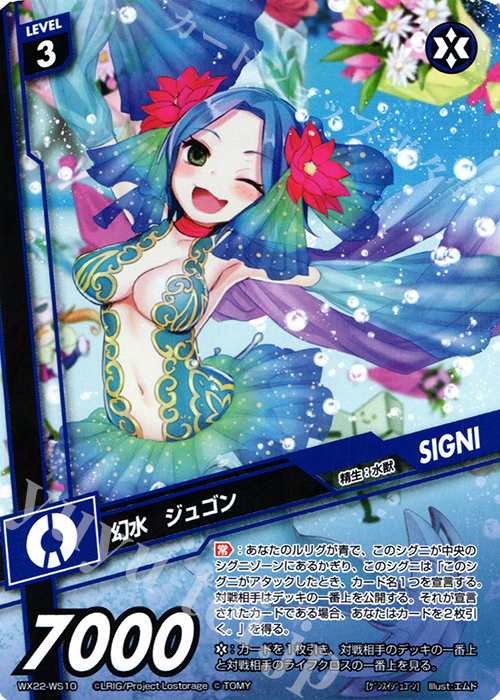 LEVEL
3
SIGNI
精生:水獣
幻水 ジュゴン
常:あなたのルリグが青で、このシグニが中央の
シグニゾーンにあるかぎり、このシグニは「このシ
グニがアタックしたとき、カード名1つを宣言する。
対戦相手はデッキの一番上を公開する。それが宣言
されたカードである場合、あなたはカードを2枚引
く。」を得る。
:カードを1枚引き、対戦相手のデッキの一番上
と対戦相手のライフクロスの一番上を見る。
7000
WX22-WS10 ©LRIG/Project Lostorage © TOMY [ゲンスイジュゴン] Illust:エムド